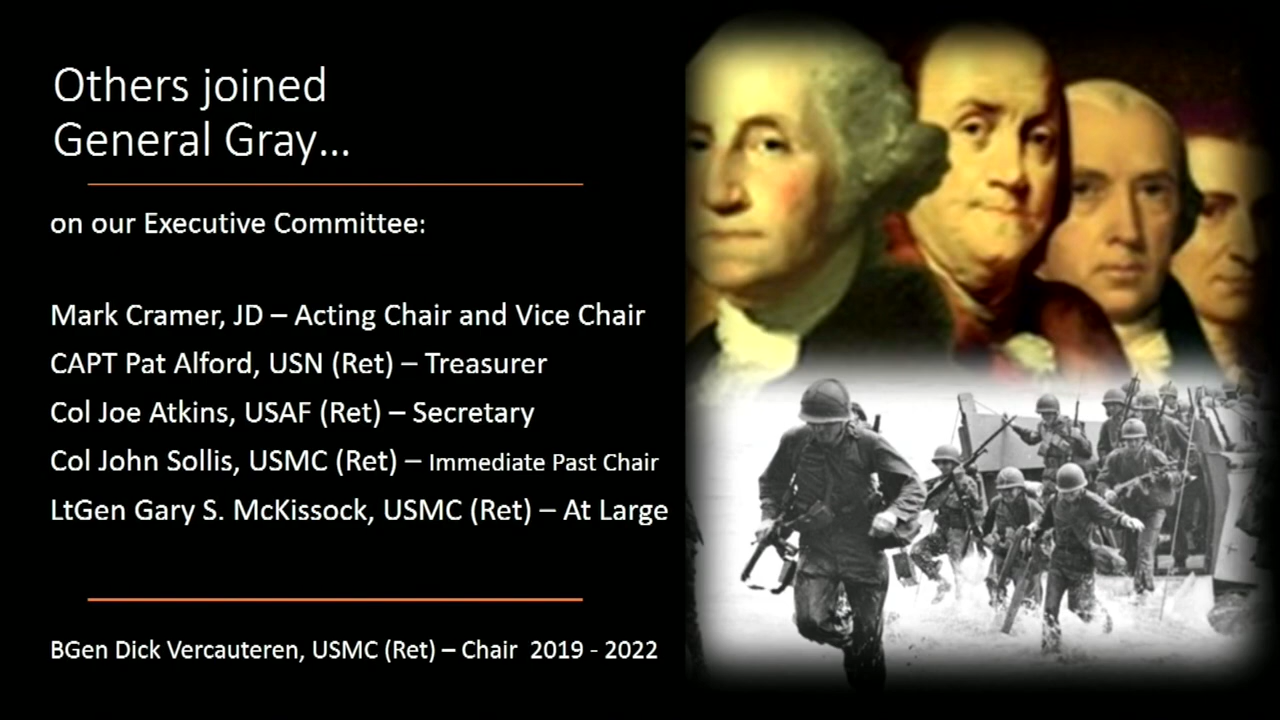 Others joined
General Gray...
on our Executive Committee:
Mark Cramer, JD – Acting Chair and Vice Chair
CAPT Pat Alford, USN (Ret) – Treasurer
Col Joe Atkins, USAF (Ret) – Secretary
Col John Sollis, USMC (Ret) – Immediate Past Chair
LtGen Gary S. McKissock, USMC (Ret) – At Large
BGen Dick Vercauteren, USMC (Ret) – Chair 2019 - 2022